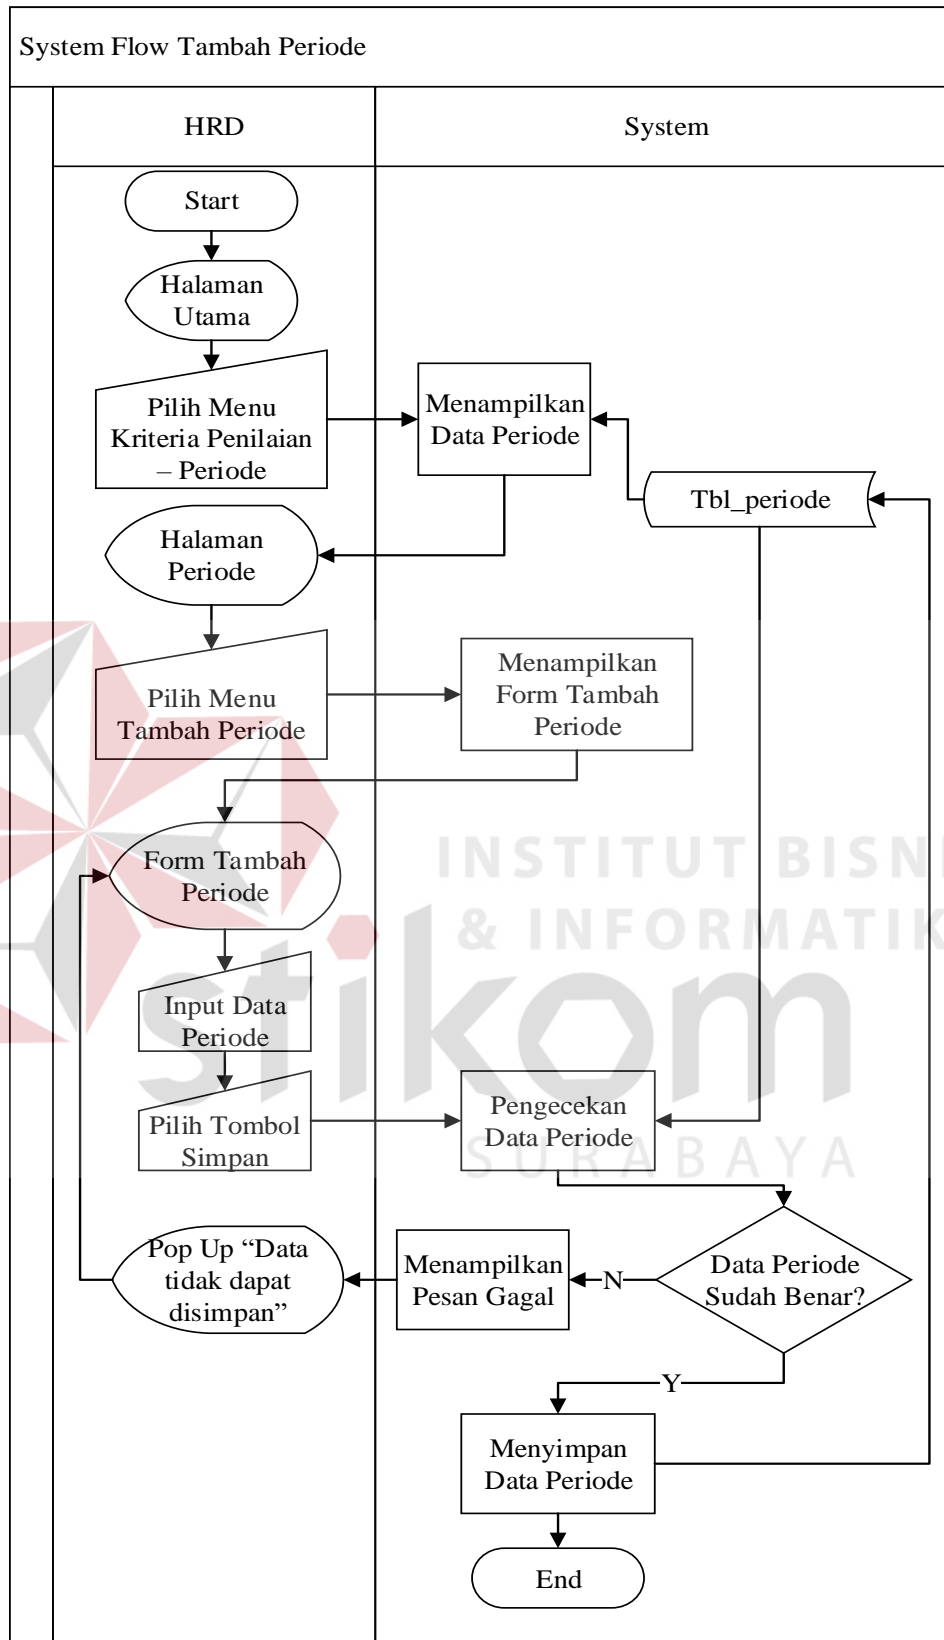 System Flow Tambah Periode
HRD
System
Start
Halaman
Utama
Pilih Menu
Kriteria Penilaian
– Periode
Menampilkan
Data Periode
Tbl_periode
Halaman
Periode
Pilih Menu
Tambah Periode
Menampilkan
Form Tambah
Periode
Form Tambah
Periode
INSTITUT BISNI
& INFORMATIK
stikom
SURABAYA
Input Data
Periode
Pilih Tombol
Simpan
Pengecekan
Data Periode
Pop Up “Data
tidak dapat
disimpan”
Menampilkan
Pesan Gagal
N
Data Periode
Sudah Benar?
Y
Menyimpan
Data Periode
End